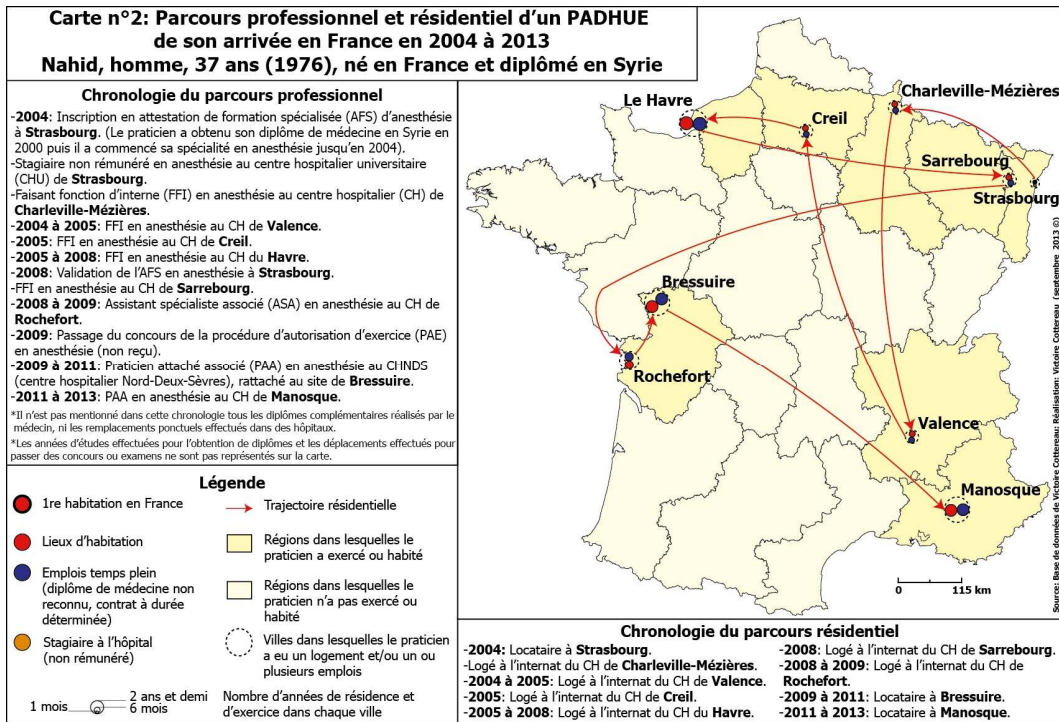 Carte n°2: Parcours professionnel et résidentiel d'un PADHUE
de son arrivée en France en 2004 à 2013
Nahid, homme, 37 ans (1976), né en France et diplômé en Syrie
Chronologie du parcours professionnel
-2004: Inscription en attestation de formation spécialisée (AFS) d'anesthésie
à Strasbourg. (Le praticien a obtenu son diplôme de médecine en Syrie en
2000 puis il a commencé sa spécialité en anesthésie jusqu'en 2004).
-Stagiaire non rémunéré en anesthésie au centre hospitalier universitaire
(CHU) de Strasbourg.
-Faisant fonction d'interne (FFI) en anesthésie au centre hospitalier (CH) de
Charleville-Mézières.
-2004 à 2005: FFI en anesthésie au CH de Valence.
-2005: FFI en anesthésie au CH de Creil.
-2005 à 2008: FFI en anesthésie au CH du Havre.
-2008: Validation de l'AFS en anesthésie à Strasbourg.
-FFI en anesthésie au CH de Sarrebourg.
-2008 à 2009: Assistant spécialiste associé (ASA) en anesthésie au CH de
Rochefort.
-2009: Passage du concours de la procédure d'autorisation d'exercice (PAE)
en anesthésie (non reçu).
-2009 à 2011: Praticien attaché associé (PAA) en anesthésie au CHNDS
(centre hospitalier Nord-Deux-Sèvres), rattaché au site de Bressuire.
-2011 à 2013: PAA en anesthésie au CH de Manosque.
*Il n'est pas mentionné dans cette chronologie tous les diplômes complémentaires réalisés par le
médecin, ni les remplacements ponctuels effectués dans des hôpitaux.
*Les années d'études effectuées pour l'obtention de diplômes et les déplacements effectués pour
passer des concours ou examens ne sont pas représentés sur la carte.
Légende
1re habitation en France
Lieux d'habitation
Emplois temps plein
(diplôme de médecine non
reconnu, contrat à durée
déterminée)
Stagiaire à l'hôpital
(non rémunéré)
Trajectoire résidentielle
Régions dans lesquelles le
praticien a exercé ou habité
Régions dans lesquelles le
praticien n'a pas exercé ou
habité
Villes dans lesquelles le praticien
a eu un logement et/ou un ou
plusieurs emplois
1 mois
2 ans et demi
6 mois
Nombre d'années de résidence et
d'exercice dans chaque ville
Charleville-Mézières
Le Havre
Creil
Sarrebourg
Strasbourg
Bressuire
Rochefort
Valence
Manosque
0 115 km
Source: Base de données de Victoire Cottereau; Réalisation: Victoire Cottereau (septembre 2013 ©)
Chronologie du parcours résidentiel
-2004: Locataire à Strasbourg.
-Logé à l'internat du CH de Charleville-Mézières.
-2004 à 2005: Logé à l'internat du CH de Valence.
-2005: Logé à l'internat du CH de Creil.
-2005 à 2008: Logé à l'internat du CH du Havre.
-2008: Logé à l'internat du CH de Sarrebourg.
-2008 à 2009: Logé à l'internat du CH de
Rochefort.
-2009 à 2011: Locataire à Bressuire.
-2011 à 2013: Locataire à Manosque.